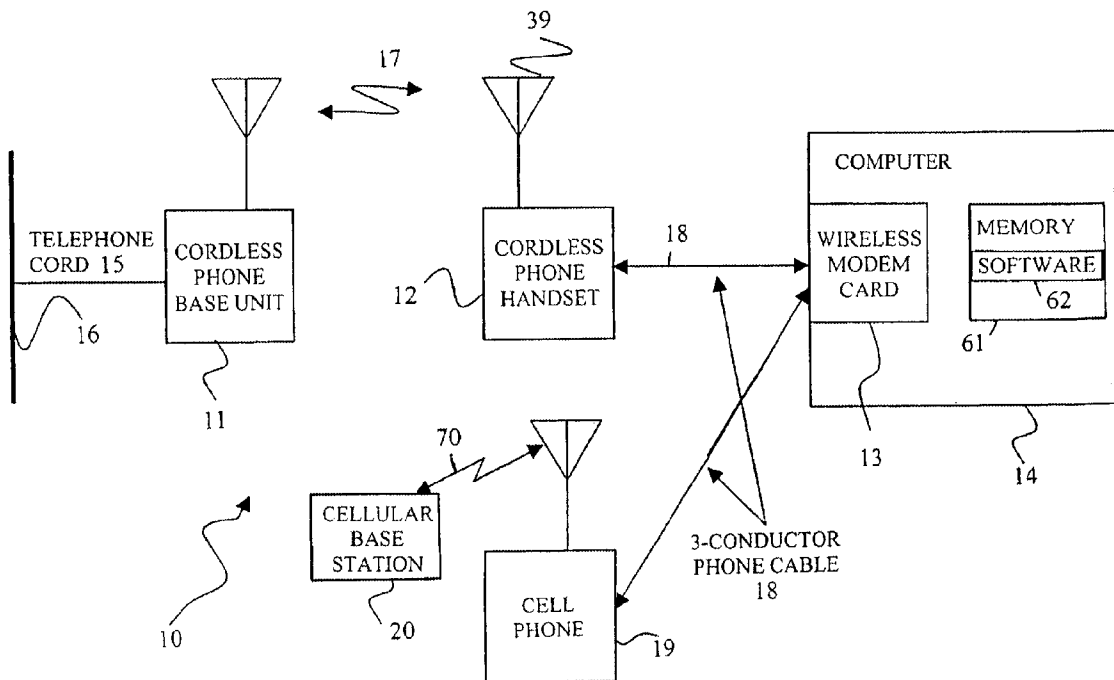 39
17
COMPUTER
TELEPHONE
CORD 15
CORDLESS
PHONE
BASE UNIT
12
CORDLESS
PHONE
HANDSET
18
WIRELESS
MODEM
CARD
MEMORY
SOFTWARE
62
61
16
11
13
14
70
CELLULAR
BASE
STATION
3-CONDUCTOR
PHONE CABLE
18
10
20
CELL
PHONE
19